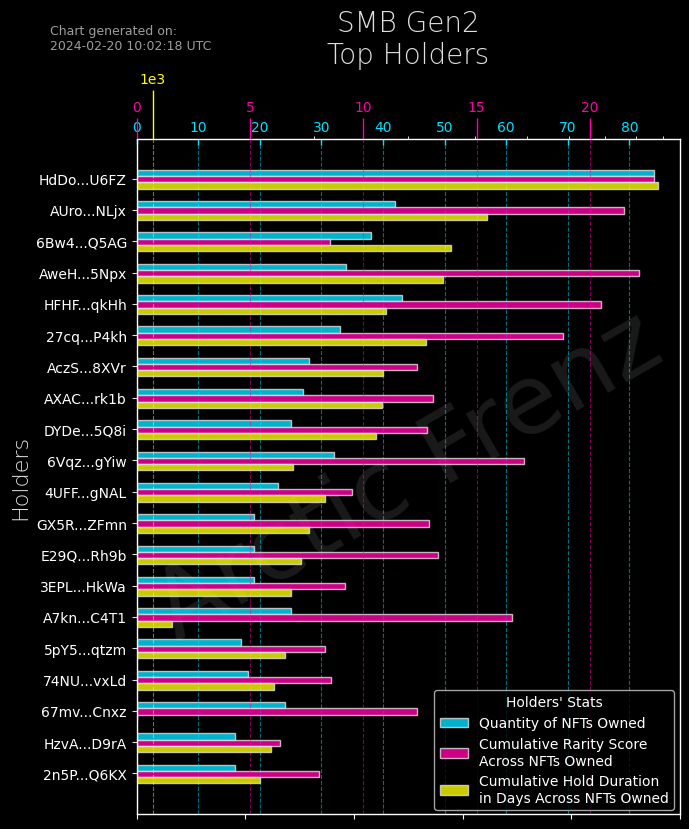 Chart generated on:
2024-02-20 10:02:18 UTC
SMB Gen2
Top Holders
1e3
0 5 10 15 20
0 10 20 30 40 50 60 70 80
Holders
HdDo...U6FZ
AUro...NLjx
6Bw4...Q5AG
AweH...5Npx
HFHF...qkHh
27cq...P4kh
AczS...8XVr
AXAC...rk1b
DYDe...5Q8i
6Vqz...gYiw
4UFF...gNAL
GX5R...ZFmn
E29Q...Rh9b
3EPL...HkWa
A7kn...C4T1
5pY5...qtzm
74NU...vxLd
67mv...Cnxz
HzvA...D9rA
2n5P...Q6KX
Arctic Frenz
Holders' Stats
Quantity of NFTs Owned
Cumulative Rarity Score
Across NFTs Owned
Cumulative Hold Duration
in Days Across NFTs Owned